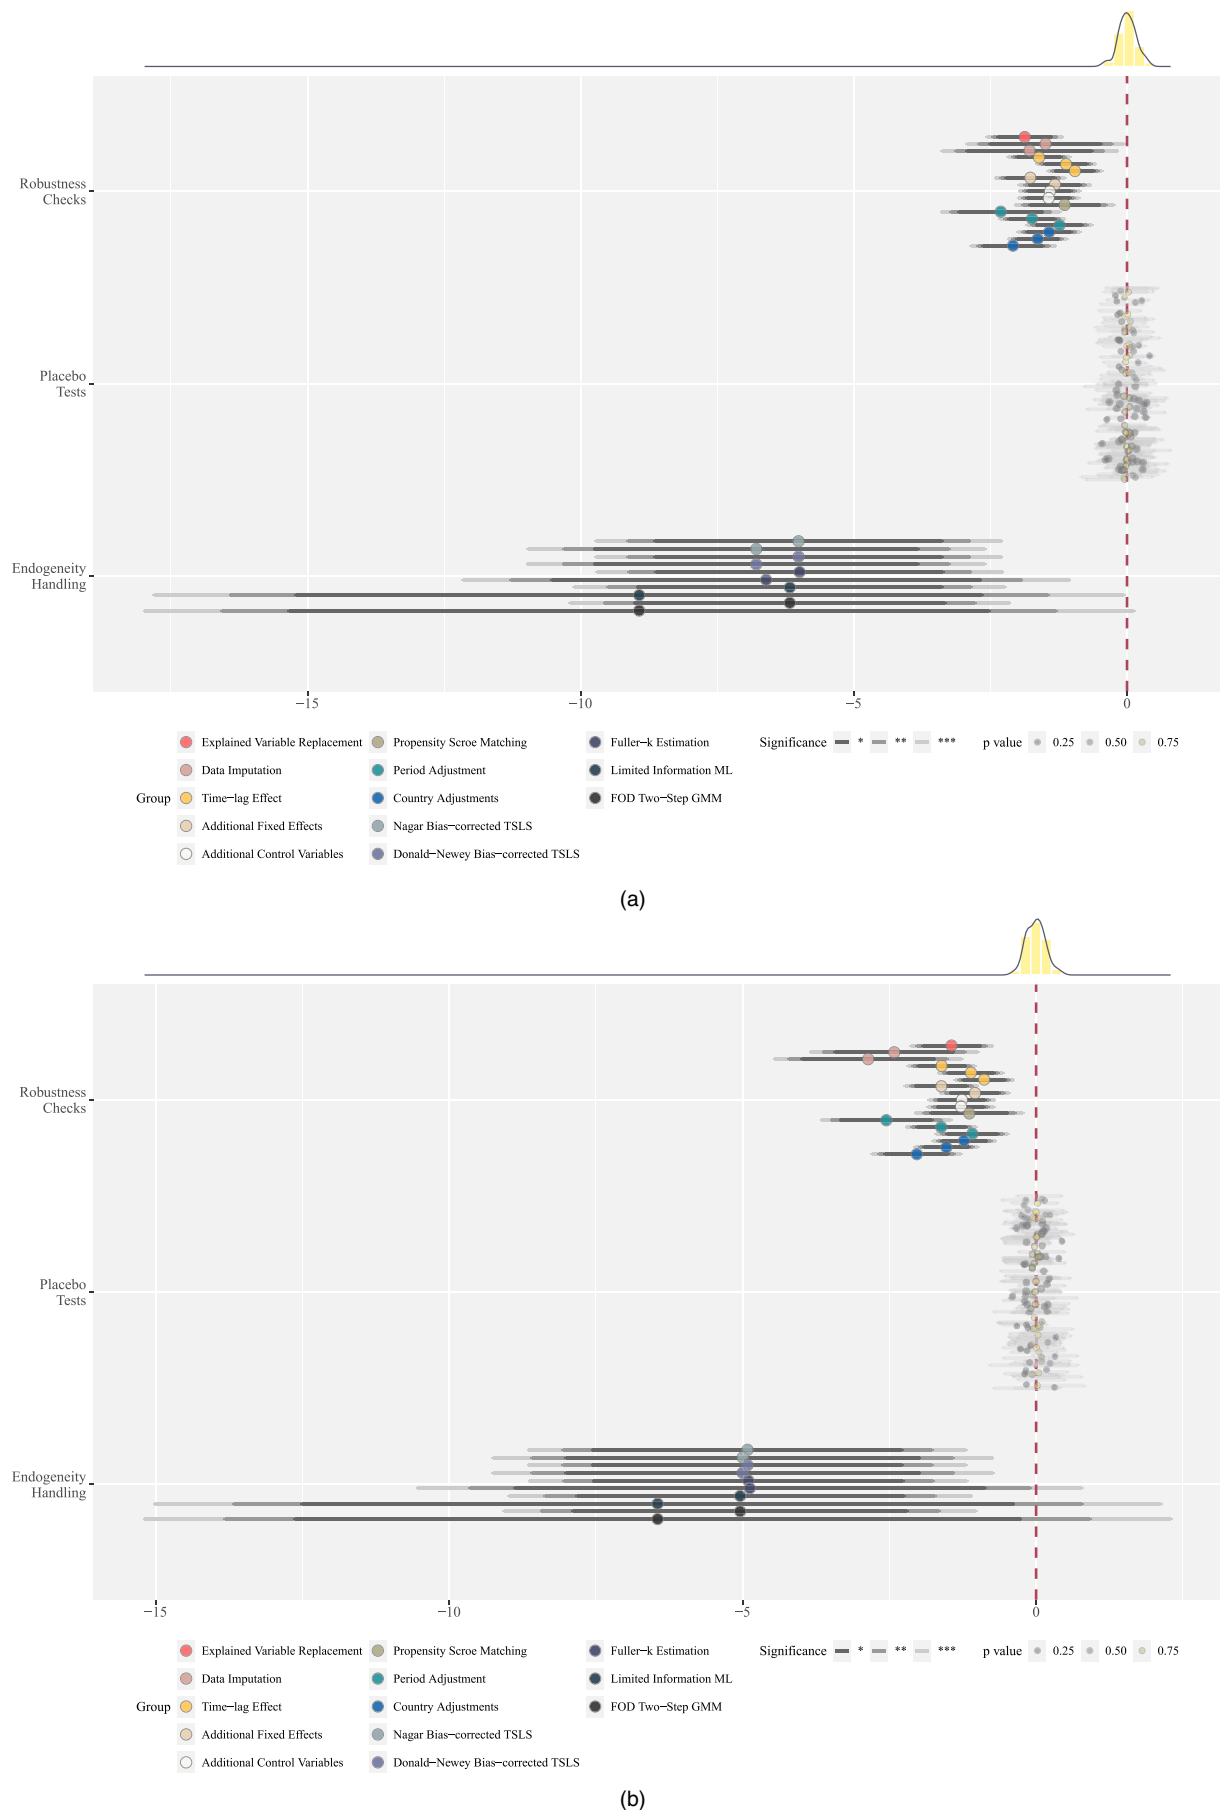 Robustness
Checks
Placebo
Tests
Endogeneity
Handling
−15 −10 −5 0
Explained Variable Replacement Propensity Scroe Matching Fuller−k Estimation Significance * ** *** p value 0.25 0.50 0.75
Data Imputation Period Adjustment Limited Information ML
Group Time−lag Effect Country Adjustments FOD Two−Step GMM
Additional Fixed Effects Nagar Bias−corrected TSLS
Additional Control Variables Donald−Newey Bias−corrected TSLS
(a)
Robustness
Checks
Placebo
Tests
Endogeneity
Handling
−15 −10 −5 0
Explained Variable Replacement Propensity Scroe Matching Fuller−k Estimation Significance * ** *** p value 0.25 0.50 0.75
Data Imputation Period Adjustment Limited Information ML
Group Time−lag Effect Country Adjustments FOD Two−Step GMM
Additional Fixed Effects Nagar Bias−corrected TSLS
Additional Control Variables Donald−Newey Bias−corrected TSLS
(b)